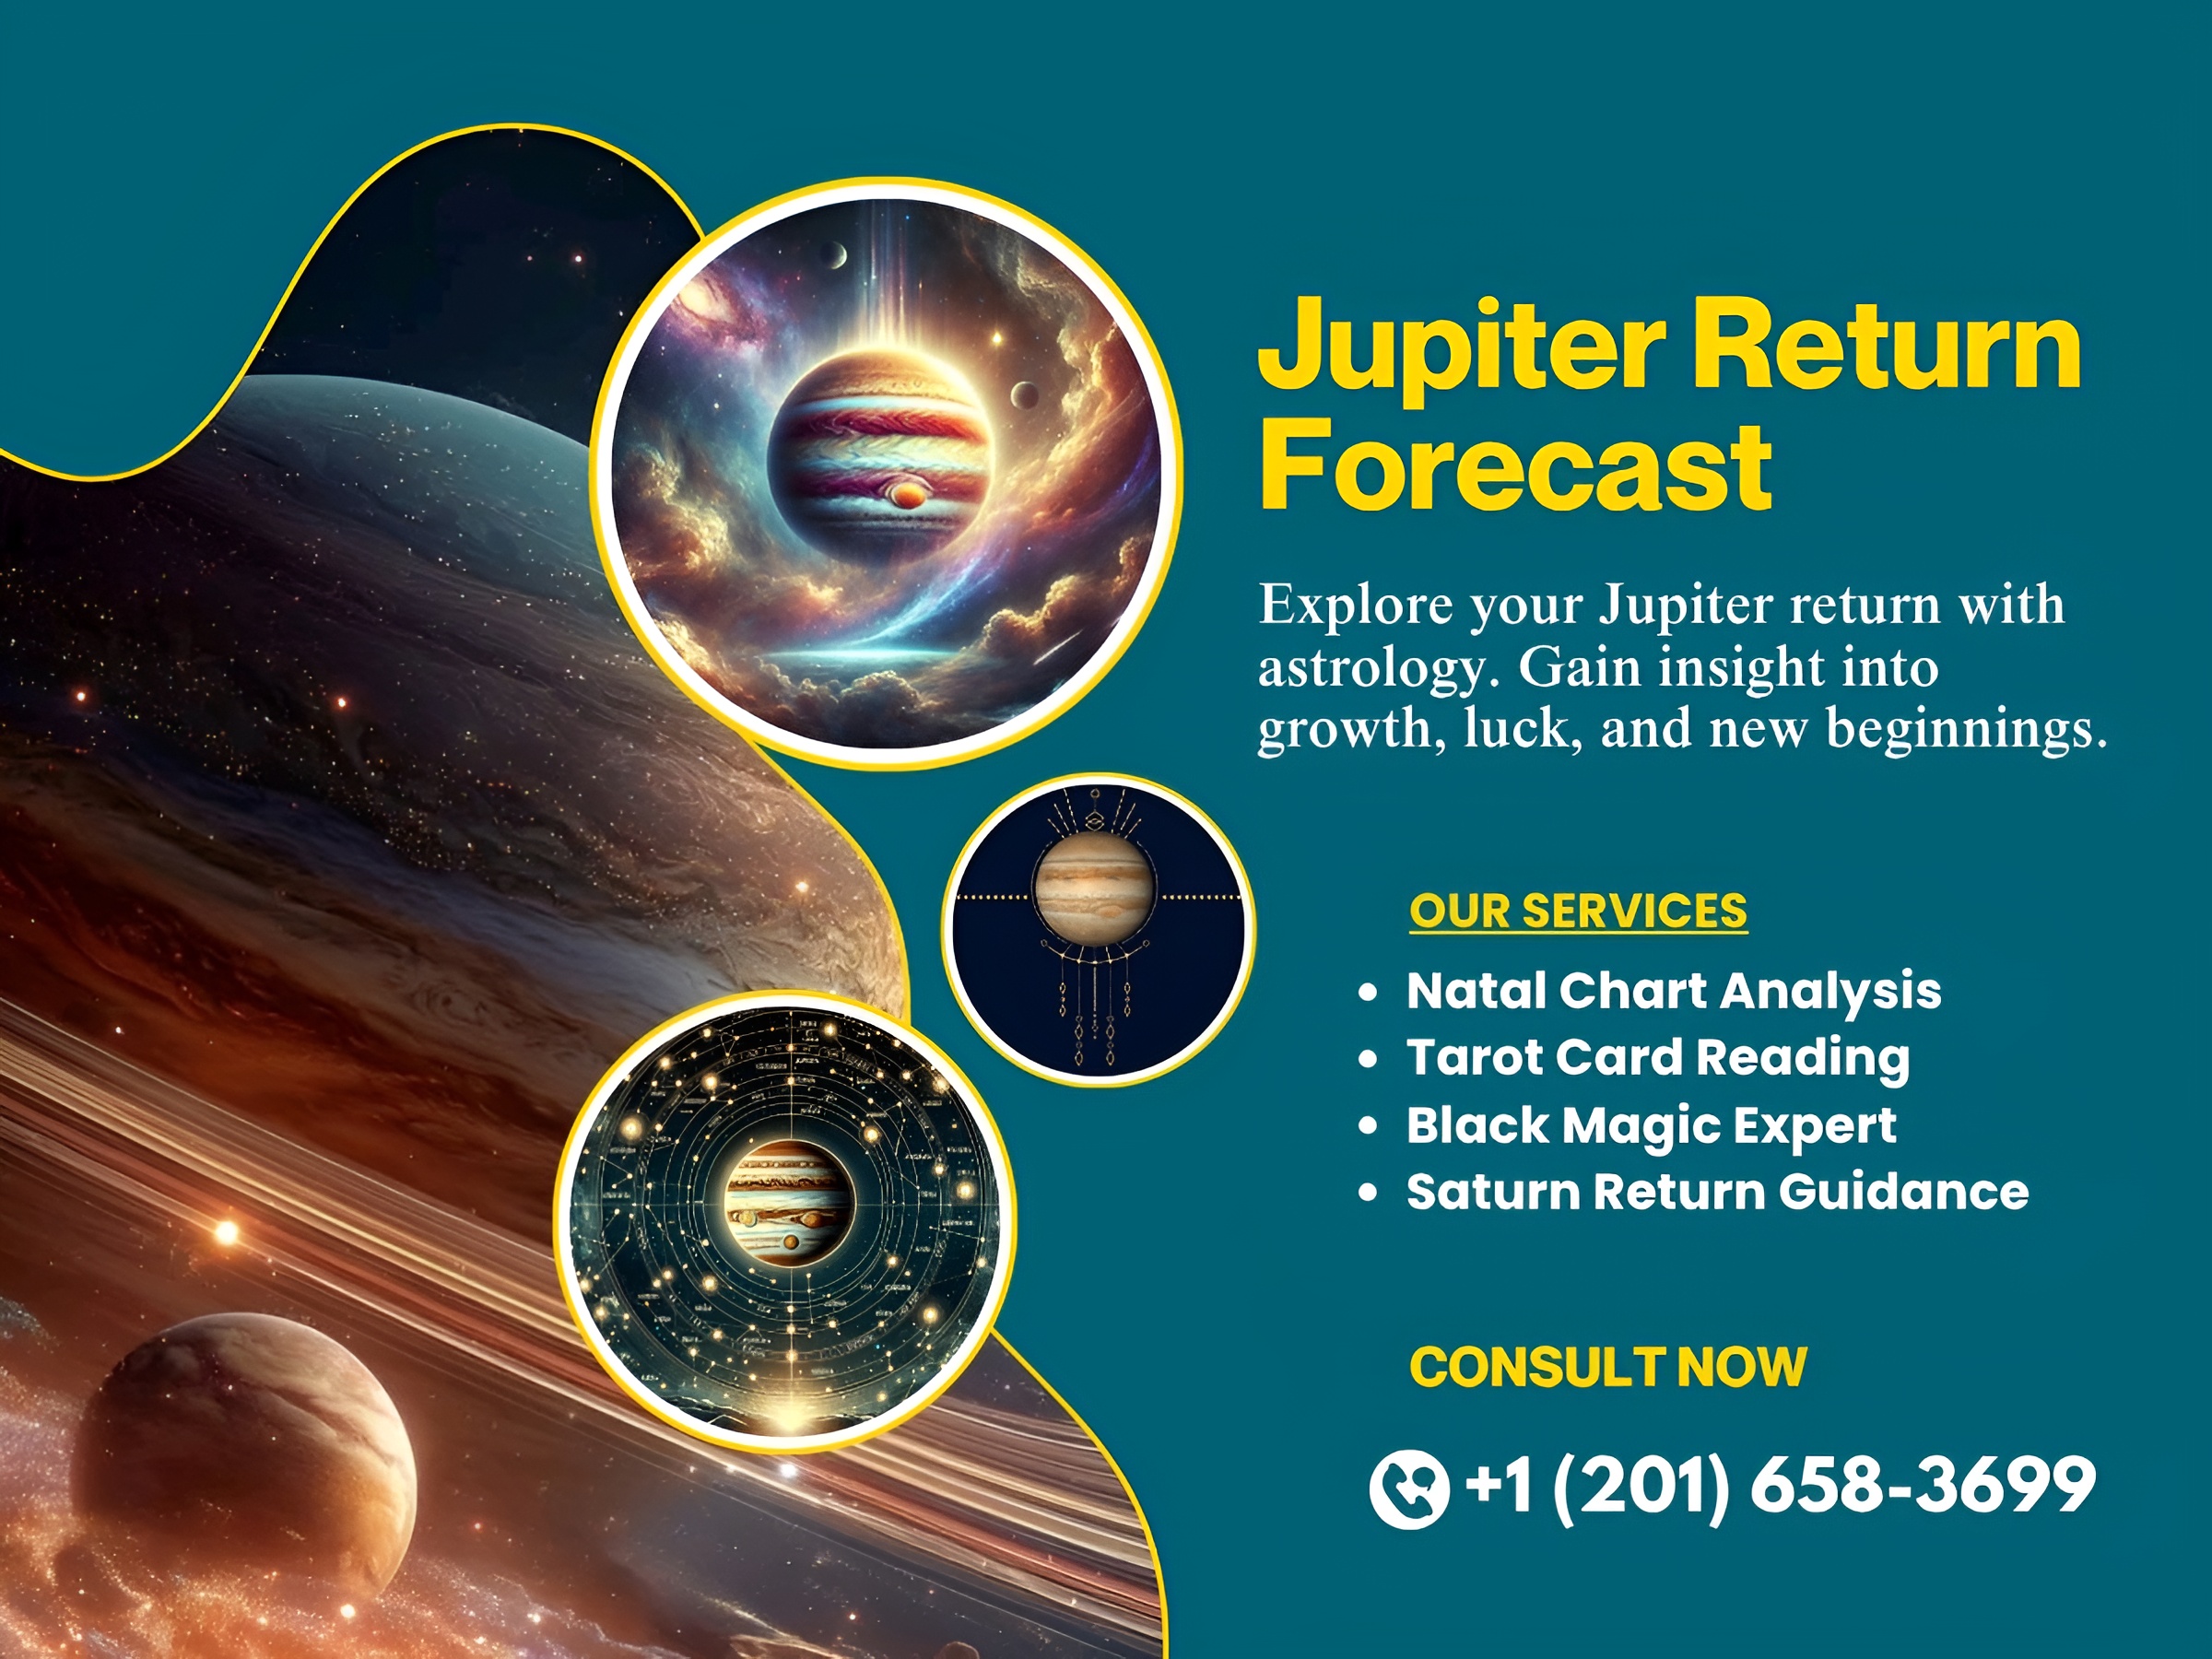 Jupiter Return
Forecast
Explore your Jupiter return with
astrology. Gain insight into
growth, luck, and new beginnings.
OUR SERVICES
• Natal Chart Analysis
• Tarot Card Reading
• Black Magic Expert
• Saturn Return Guidance
CONSULT NOW
+1 (201) 658-3699